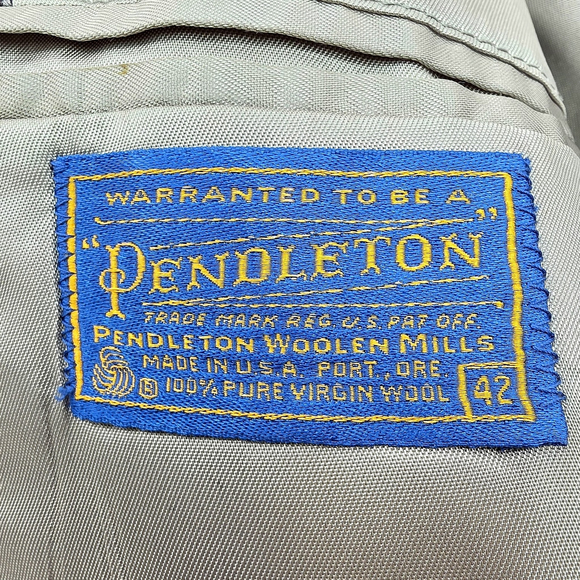 WARRANTED TO BE A
"PENDLETON"
TRADE MARK REG. U.S. PAT. OFF.
PENDLETON WOOLEN MILLS
MADE IN U.S.A. PORT., ORE.
100% PURE VIRGIN WOOL 42